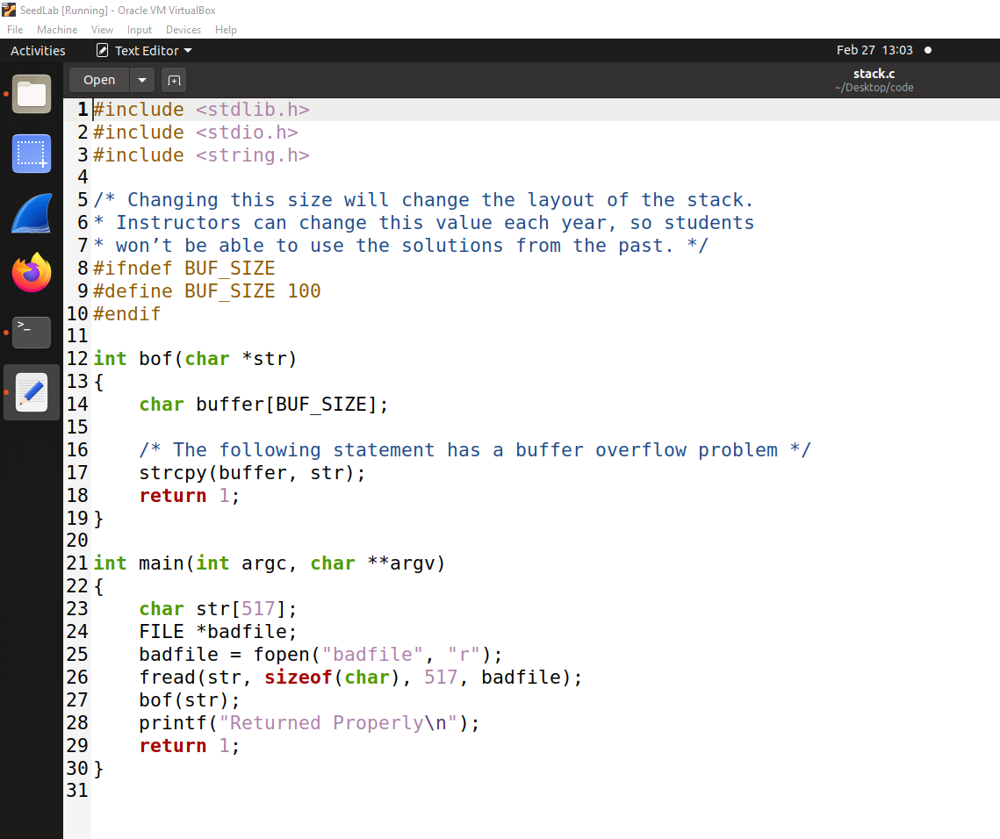 SeedLab [Running] - Oracle VM VirtualBox
File Machine View Input Devices Help
Activities Text Editor Feb 27 13:03
Open stack.c
~/Desktop/code
1 #include <stdlib.h>
2 #include <stdio.h>
3 #include <string.h>
4
5 /* Changing this size will change the layout of the stack.
6 * Instructors can change this value each year, so students
7 * won’t be able to use the solutions from the past. */
8 #ifndef BUF_SIZE
9 #define BUF_SIZE 100
10 #endif
11
12 int bof(char *str)
13 {
14     char buffer[BUF_SIZE];
15
16     /* The following statement has a buffer overflow problem */
17     strcpy(buffer, str);
18     return 1;
19 }
20
21 int main(int argc, char **argv)
22 {
23     char str[517];
24     FILE *badfile;
25     badfile = fopen("badfile", "r");
26     fread(str, sizeof(char), 517, badfile);
27     bof(str);
28     printf("Returned Properly\n");
29     return 1;
30 }
31